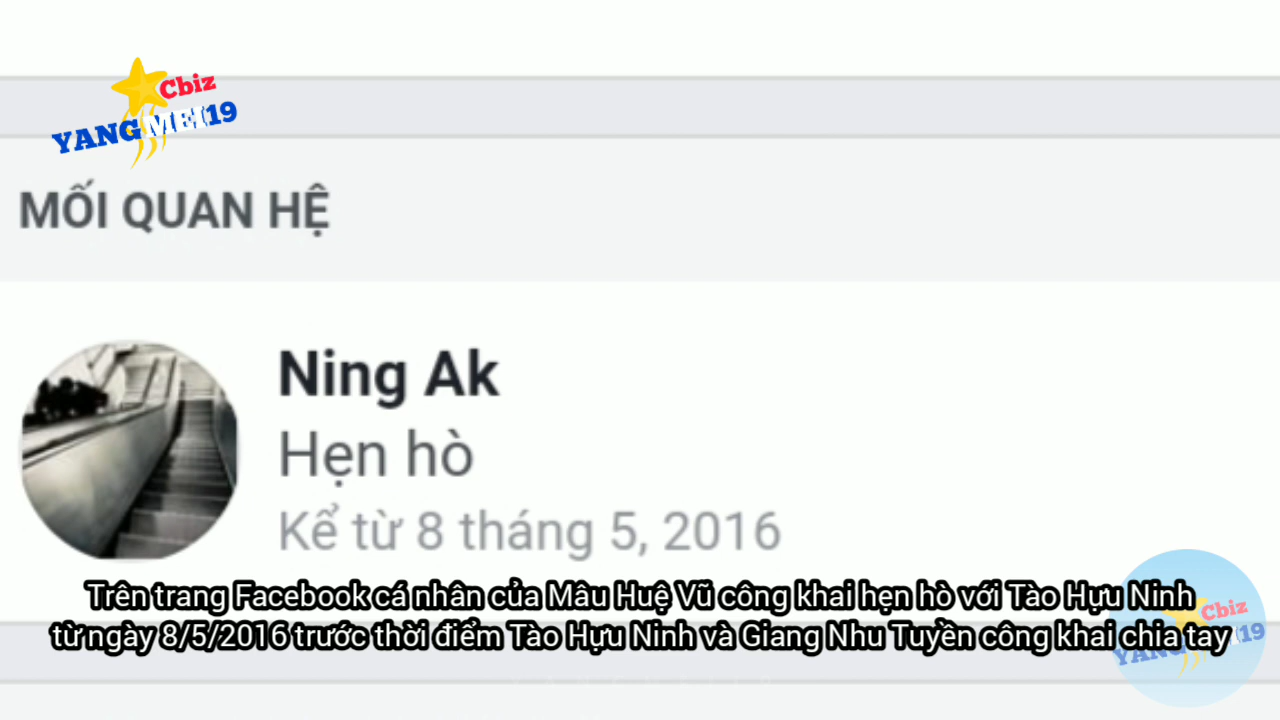 Cbiz
YANGMEI19
MỐI QUAN HỆ
Ning Ak
Hẹn hò
Kể từ 8 tháng 5, 2016
Trên trang Facebook cá nhân của Mâu Huệ Vũ công khai hẹn hò với Tào Hựu Ninh
từ ngày 8/5/2016 trước thời điểm Tào Hựu Ninh và Giang Nhu Tuyền công khai chia tay
Cbiz